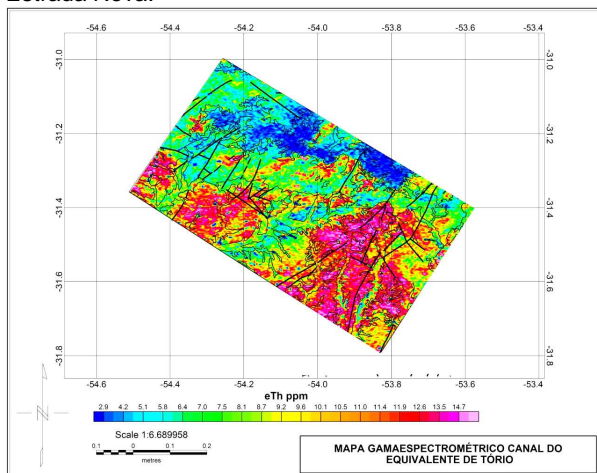 Estrada Nova.
-54.6 -54.4 -54.2 -54.0 -53.8 -53.6 -53.4
-31.0 -31.0
-31.2 -31.2
-31.4 -31.4
-31.6 -31.6
-31.8 -31.8
-54.6 -54.4 -54.2 -54.0 -53.8 -53.6 -53.4
eTh ppm
2.9 4.2 5.1 5.8 6.4 7.0 7.5 8.1 8.7 9.2 9.6 10.1 10.5 11.0 11.4 11.9 12.6 13.5 14.7
N
Scale 1:6.689958
0.1 0 0.1 0.2
metres
MAPA GAMAESPECTROMÉTRICO CANAL DO
EQUIVALENTE DE TÓRIO